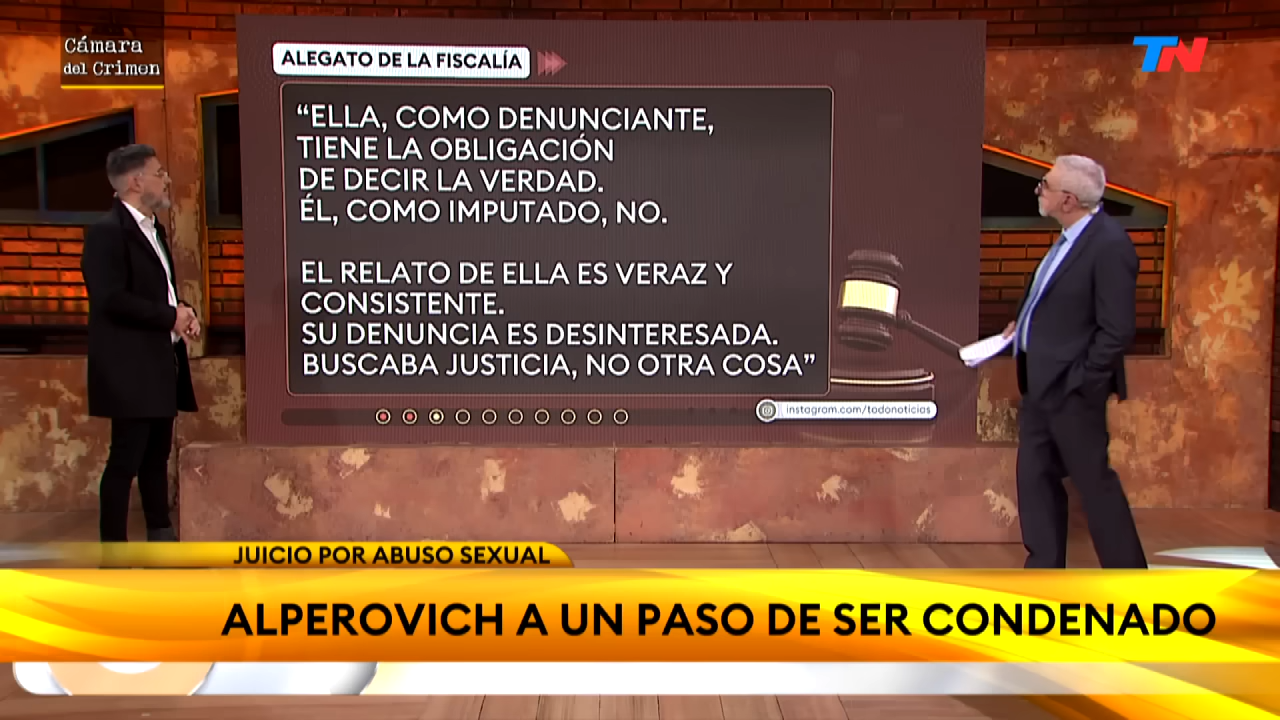 Cámara
del Crimen
TN
ALEGATO DE LA FISCALÍA
“ELLA, COMO DENUNCIANTE,
TIENE LA OBLIGACIÓN
DE DECIR LA VERDAD.
ÉL, COMO IMPUTADO, NO.
EL RELATO DE ELLA ES VERAZ Y
CONSISTENTE.
SU DENUNCIA ES DESINTERESADA.
BUSCABA JUSTICIA, NO OTRA COSA”
instagram.com/todonoticias
JUICIO POR ABUSO SEXUAL
ALPEROVICH A UN PASO DE SER CONDENADO